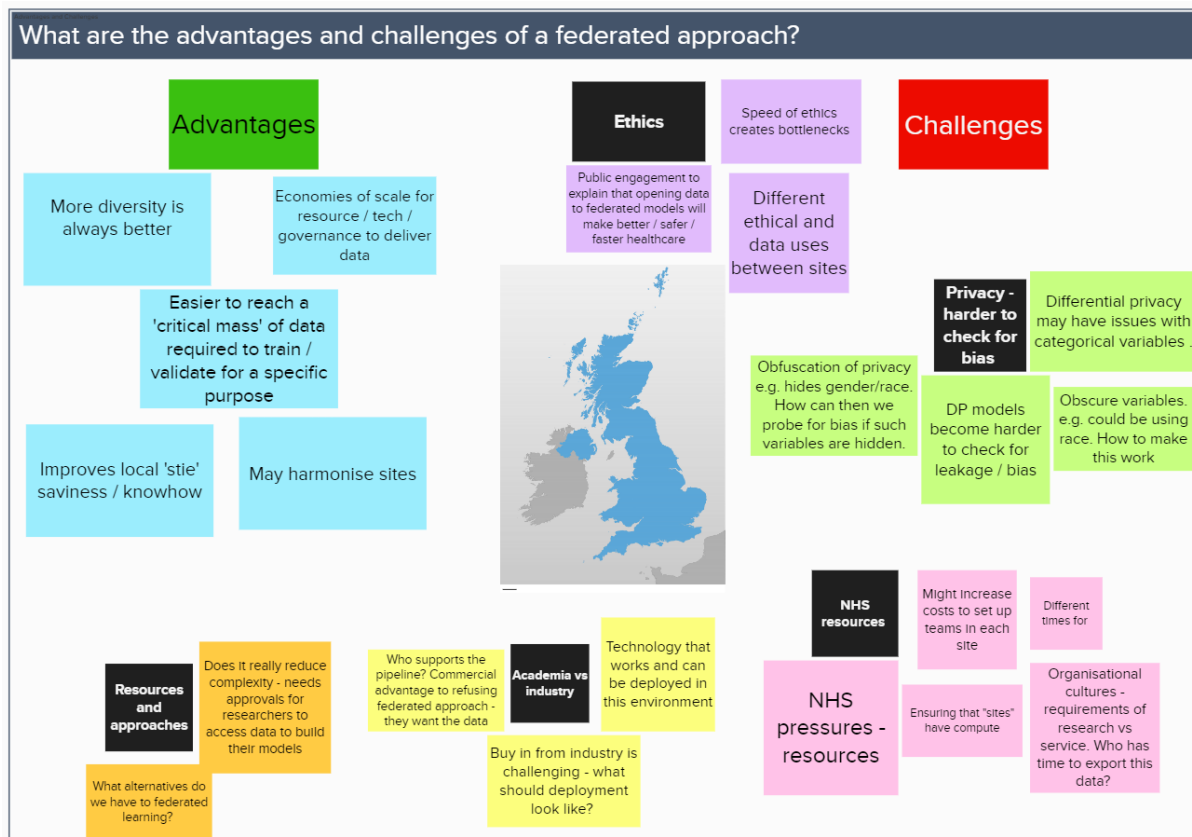 Advantages and Challenges
What are the advantages and challenges of a federated approach?
Advantages
More diversity is
always better
Economies of scale for
resource / tech /
governance to deliver
data
Easier to reach a
'critical mass' of data
required to train /
validate for a specific
purpose
Improves local 'stie'
saviness / knowhow
May harmonise sites
Ethics
Speed of ethics
creates bottlenecks
Public engagement to
explain that opening data
to federated models will
make better / safer /
faster healthcare
Different
ethical and
data uses
between sites
Challenges
Privacy -
harder to
check for
bias
Differential privacy
may have issues with
categorical variables .
Obfuscation of privacy
e.g. hides gender/race.
How can then we
probe for bias if such
variables are hidden.
DP models
become harder
to check for
leakage / bias
Obscure variables.
e.g. could be using
race. How to make
this work
Resources
and
approaches
Does it really reduce
complexity - needs
approvals for
researchers to
access data to build
their models
What alternatives do
we have to federated
learning?
Who supports the
pipeline? Commercial
advantage to refusing
federated approach -
they want the data
Academia vs
industry
Technology that
works and can
be deployed in
this environment
Buy in from industry is
challenging - what
should deployment
look like?
NHS
resources
Might increase
costs to set up
teams in each
site
Different
times for
NHS
pressures -
resources
Ensuring that "sites"
have compute
Organisational
cultures -
requirements of
research vs
service. Who has
time to export this
data?